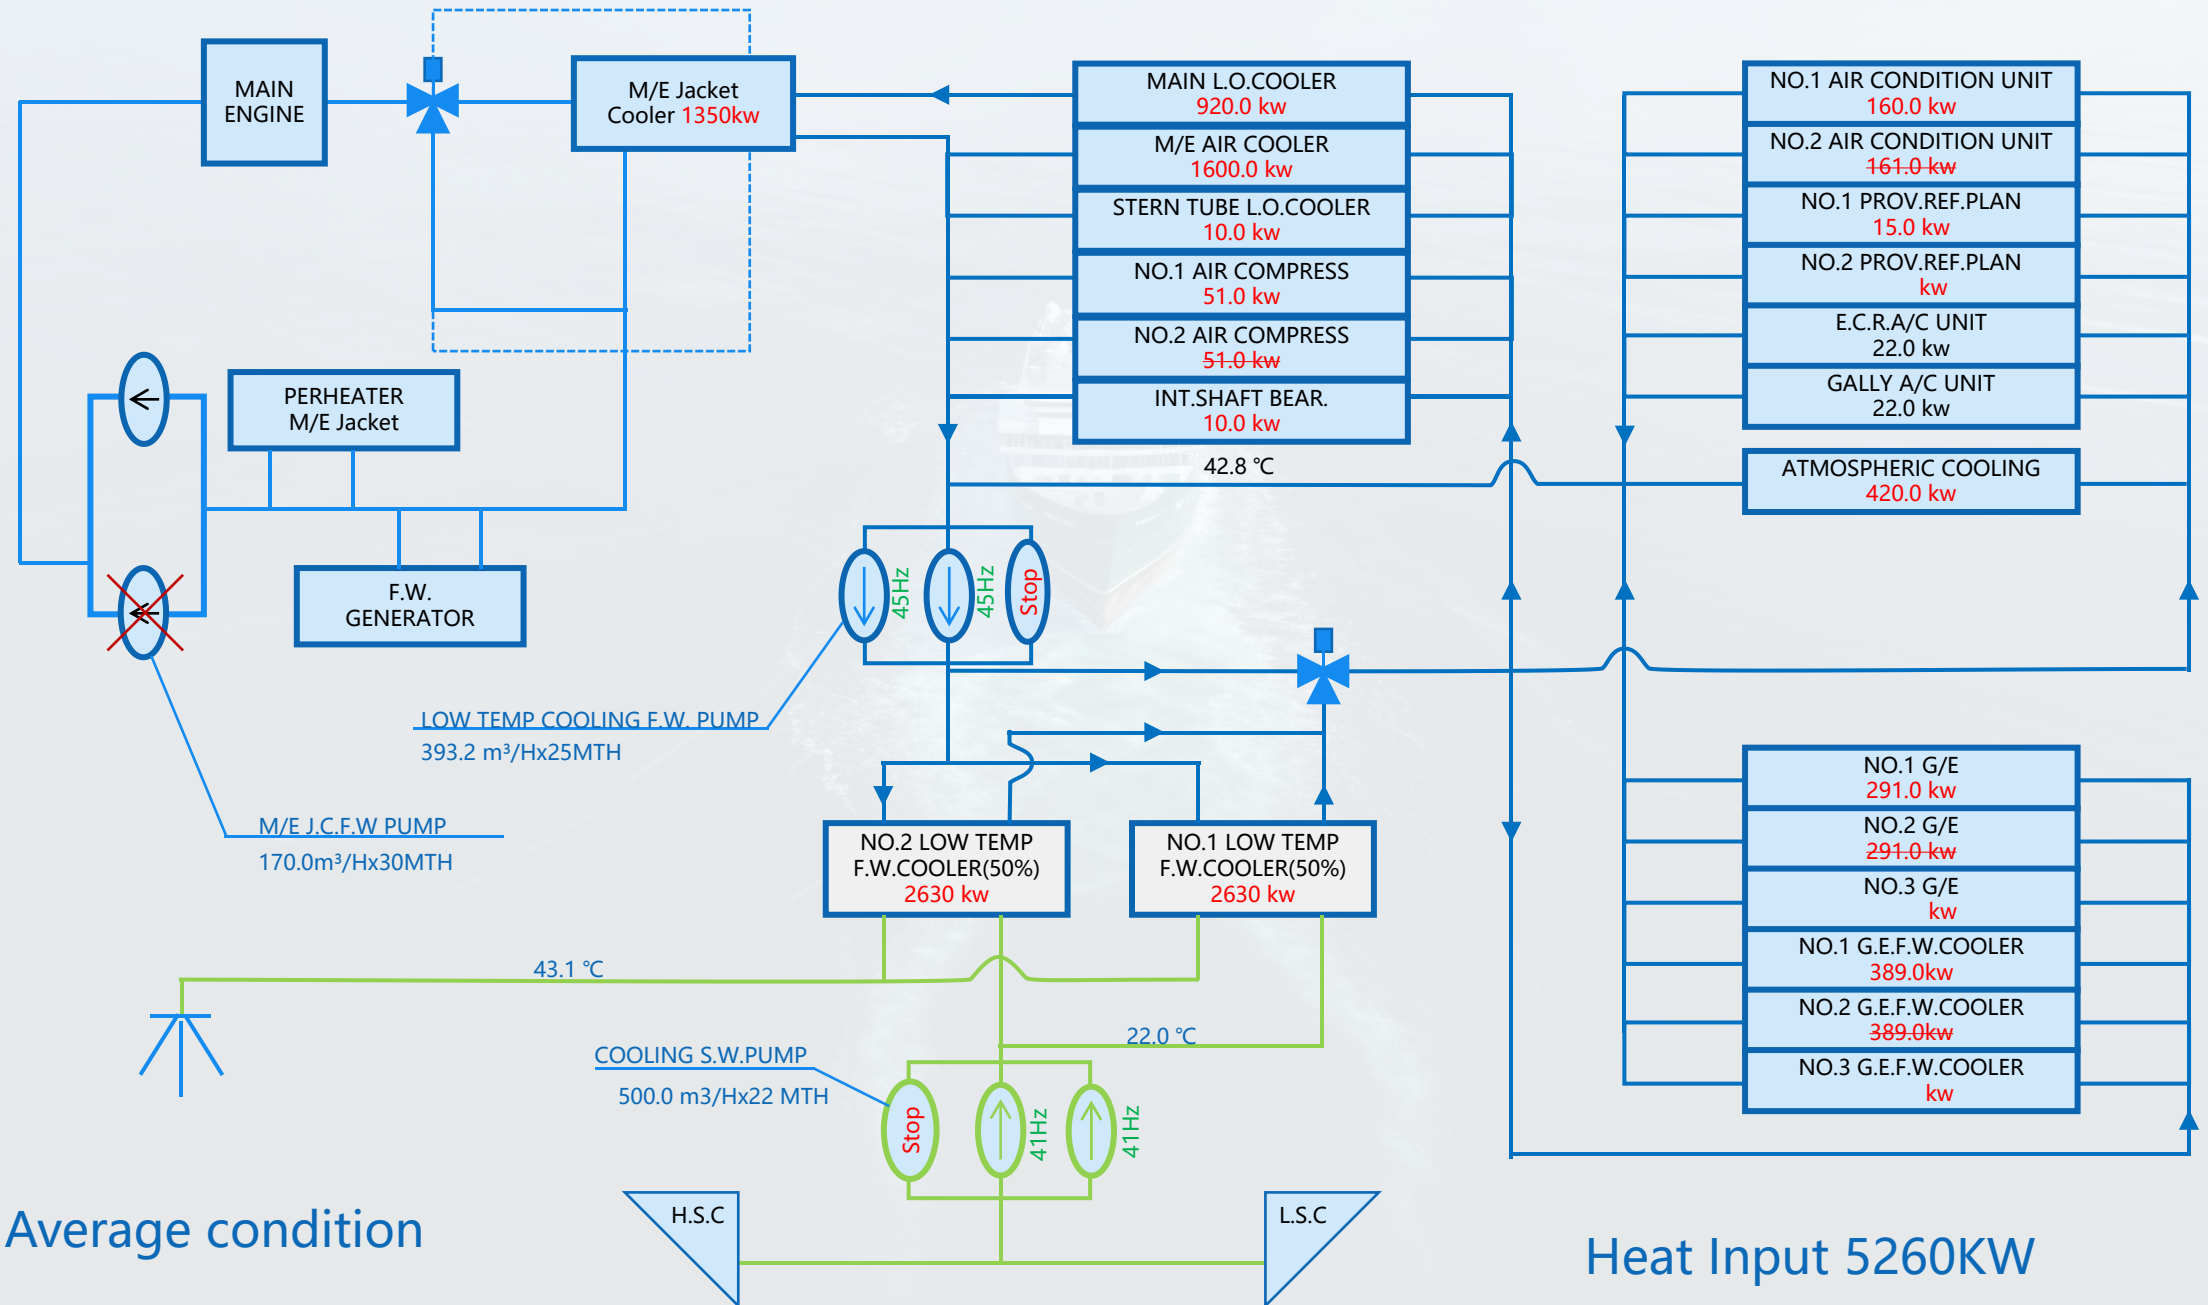 MAIN
ENGINE
M/E Jacket
Cooler 1350kw
MAIN L.O.COOLER
920.0 kw
M/E AIR COOLER
1600.0 kw
STERN TUBE L.O.COOLER
10.0 kw
NO.1 AIR COMPRESS
51.0 kw
NO.2 AIR COMPRESS
51.0 kw
INT.SHAFT BEAR.
10.0 kw
42.8 ℃
NO.1 AIR CONDITION UNIT
160.0 kw
NO.2 AIR CONDITION UNIT
161.0 kw
NO.1 PROV.REF.PLAN
15.0 kw
NO.2 PROV.REF.PLAN
kw
E.C.R.A/C UNIT
22.0 kw
GALLY A/C UNIT
22.0 kw
ATMOSPHERIC COOLING
420.0 kw
PERHEATER
M/E Jacket
F.W.
GENERATOR
45Hz
45Hz
Stop
LOW TEMP COOLING F.W. PUMP
393.2 m³/Hx25MTH
M/E J.C.F.W PUMP
170.0m³/Hx30MTH
NO.2 LOW TEMP
F.W.COOLER(50%)
2630 kw
NO.1 LOW TEMP
F.W.COOLER(50%)
2630 kw
NO.1 G/E
291.0 kw
NO.2 G/E
291.0 kw
NO.3 G/E
kw
NO.1 G.E.F.W.COOLER
389.0kw
NO.2 G.E.F.W.COOLER
389.0kw
NO.3 G.E.F.W.COOLER
kw
43.1 ℃
22.0 ℃
COOLING S.W.PUMP
500.0 m3/Hx22 MTH
Stop
41Hz
41Hz
H.S.C
L.S.C
Average condition
Heat Input 5260KW